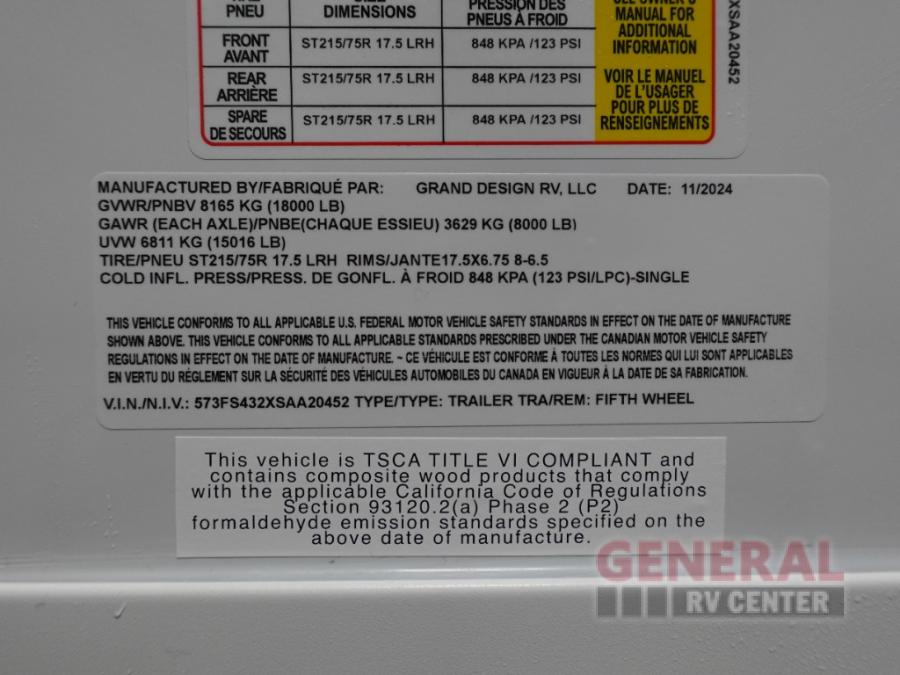 PNEU
DIMENSIONS
PRESSION DES
PNEUS À FROID
SEE OWNER'S
MANUAL FOR
ADDITIONAL
INFORMATION
FRONT
AVANT
ST215/75R 17.5 LRH
848 KPA /123 PSI
REAR
ARRIÈRE
ST215/75R 17.5 LRH
848 KPA /123 PSI
VOIR LE MANUEL
DE L'USAGER
POUR PLUS DE
RENSEIGNEMENTS
SPARE
DE SECOURS
ST215/75R 17.5 LRH
848 KPA /123 PSI
XSAA20452
MANUFACTURED BY/FABRIQUÉ PAR: GRAND DESIGN RV, LLC DATE: 11/2024
GVWR/PNBV 8165 KG (18000 LB)
GAWR (EACH AXLE)/PNBE(CHAQUE ESSIEU) 3629 KG (8000 LB)
UVW 6811 KG (15016 LB)
TIRE/PNEU ST215/75R 17.5 LRH RIMS/JANTE17.5X6.75 8-6.5
COLD INFL. PRESS/PRESS. DE GONFL. À FROID 848 KPA (123 PSI/LPC)-SINGLE
THIS VEHICLE CONFORMS TO ALL APPLICABLE U.S. FEDERAL MOTOR VEHICLE SAFETY STANDARDS IN EFFECT ON THE DATE OF MANUFACTURE
SHOWN ABOVE. THIS VEHICLE CONFORMS TO ALL APPLICABLE STANDARDS PRESCRIBED UNDER THE CANADIAN MOTOR VEHICLE SAFETY
REGULATIONS IN EFFECT ON THE DATE OF MANUFACTURE. ~ CE VÉHICULE EST CONFORME À TOUTES LES NORMES QUI LUI SONT APPLICABLES
EN VERTU DU RÉGLEMENT SUR LA SÉCURITÉ DES VÉHICULES AUTOMOBILES DU CANADA EN VIGUEUR À LA DATE DE SA FABRICATION.
V.I.N./N.I.V.: 573FS432XSAA20452 TYPE/TYPE: TRAILER TRA/REM: FIFTH WHEEL
This vehicle is TSCA TITLE VI COMPLIANT and
contains composite wood products that comply
with the applicable California Code of Regulations
Section 93120.2(a) Phase 2 (P2)
formaldehyde emission standards specified on the
above date of manufacture.
GENERAL
RV CENTER